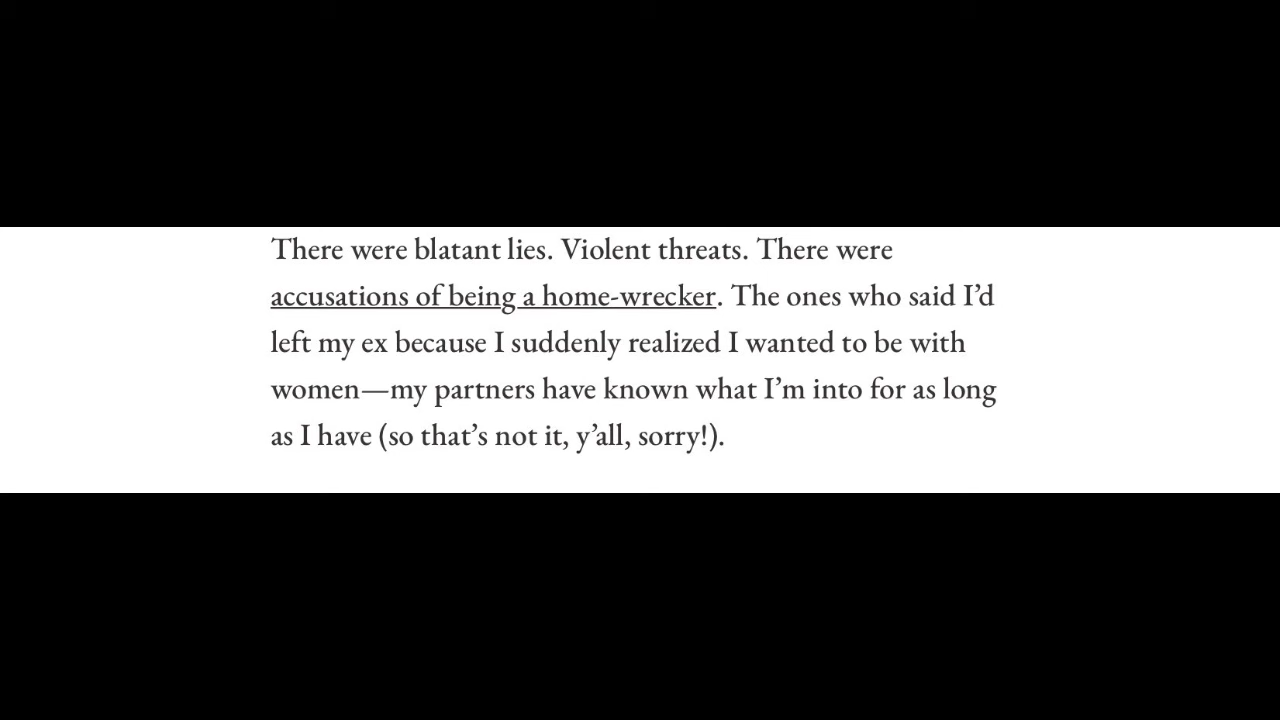 There were blatant lies. Violent threats. There were
accusations of being a home-wrecker. The ones who said I’d
left my ex because I suddenly realized I wanted to be with
women—my partners have known what I’m into for as long
as I have (so that’s not it, y’all, sorry!).